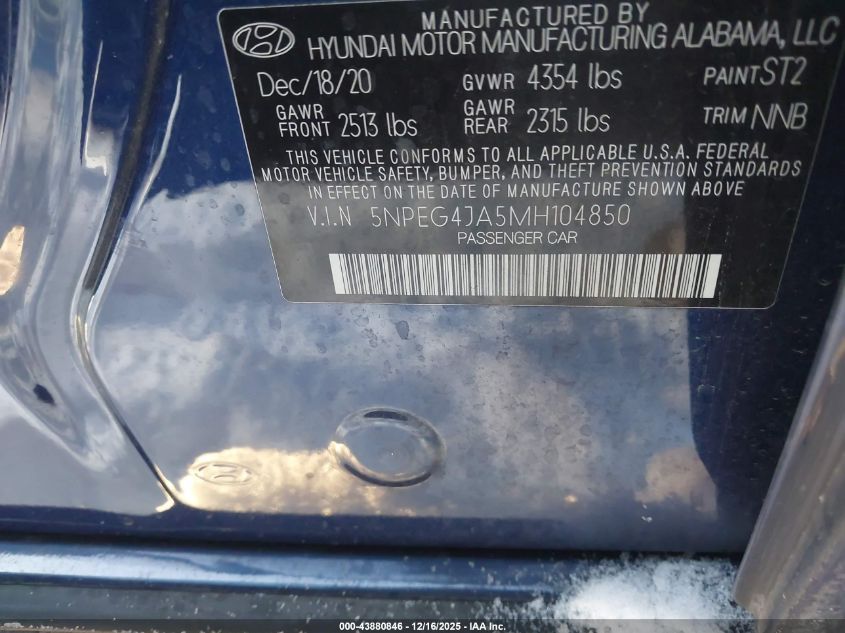 MANUFACTURED BY
HYUNDAI MOTOR MANUFACTURING ALABAMA, LLC
Dec/18/20 GVWR 4354 lbs PAINT ST2
GAWR FRONT 2513 lbs GAWR REAR 2315 lbs TRIM NNB
THIS VEHICLE CONFORMS TO ALL APPLICABLE U.S.A. FEDERAL
MOTOR VEHICLE SAFETY, BUMPER, AND THEFT PREVENTION STANDARDS
IN EFFECT ON THE DATE OF MANUFACTURE SHOWN ABOVE
V.I.N 5NPEG4JA5MH104850
PASSENGER CAR
000-43880846 - 12/16/2025 - IAA Inc.